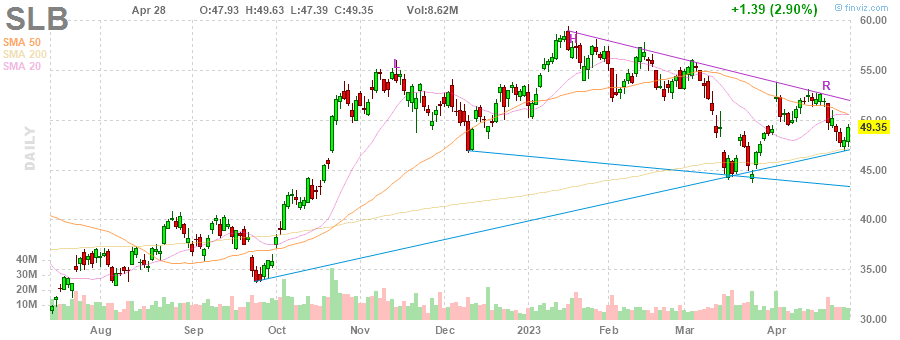 SLB Apr 28 O:47.93 H:49.63 L:47.39 C:49.35 Vol:8.62M +1.39 (2.90%) © finviz.com
SMA 50
SMA 200
SMA 20
DAILY
I
R
60.00
55.00
50.00
49.35
45.00
40.00
35.00
30.00
40M
30M
20M
10M
Aug Sep Oct Nov Dec 2023 Feb Mar Apr